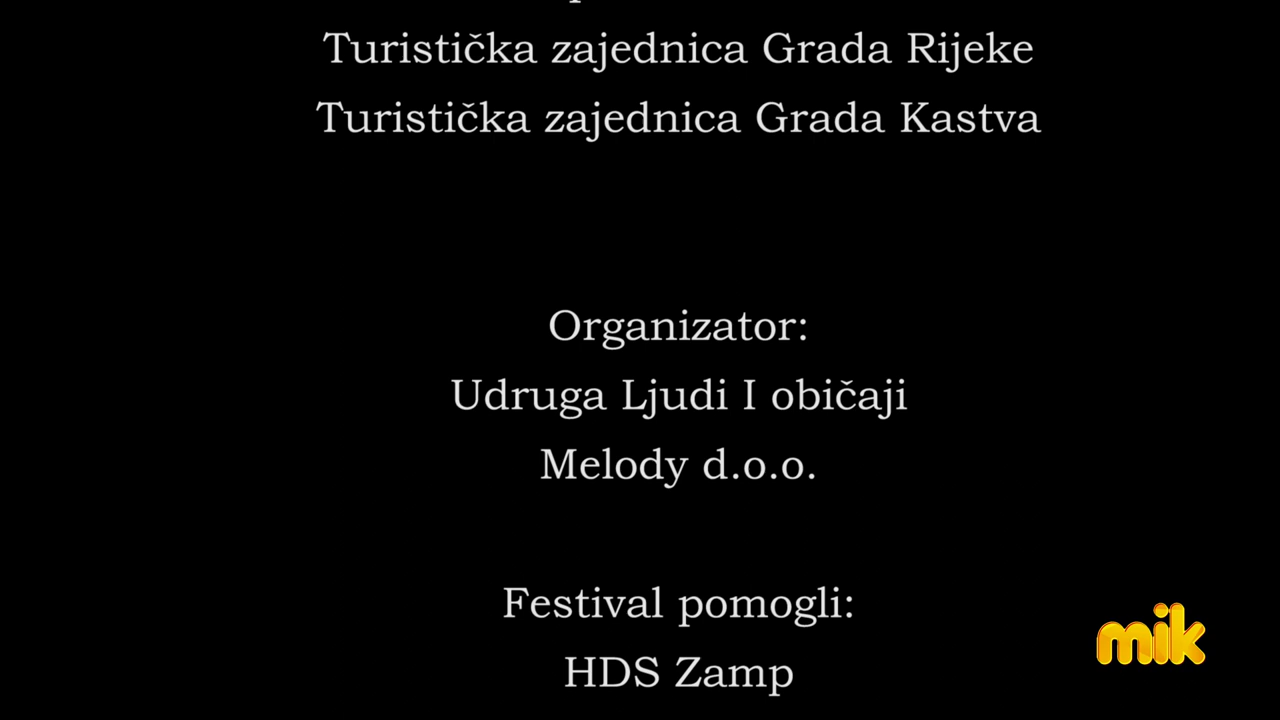 Turistička zajednica Grada Rijeke
Turistička zajednica Grada Kastva
Organizator:
Udruga Ljudi I običaji
Melody d.o.o.
Festival pomogli:
HDS Zamp
mik